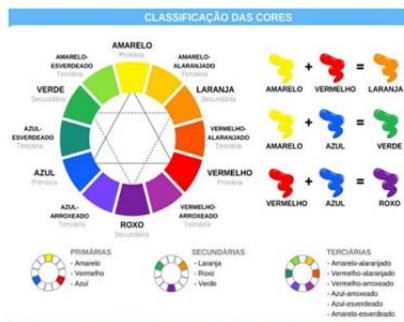 CLASSIFICAÇÃO DAS CORES
AMARELO
Primária
AMARELO-
ESVERDEADO
Terciária
AMARELO-
ALARANJADO
Terciária
VERDE
Secundária
LARANJA
Secundária
AZUL-
ESVERDEADO
Terciária
VERMELHO-
ALARANJADO
Terciária
AZUL
Primária
VERMELHO
Primária
AZUL-
ARROXEADO
Terciária
VERMELHO-
ARROXEADO
Terciária
ROXO
Secundária
+ =
AMARELO VERMELHO LARANJA
+ =
AMARELO AZUL VERDE
+ =
VERMELHO AZUL ROXO
PRIMÁRIAS
- Amarelo
- Vermelho
- Azul
SECUNDÁRIAS
- Laranja
- Roxo
- Verde
TERCIÁRIAS
- Amarelo-alaranjado
- Vermelho-alaranjado
- Vermelho-arroxeado
- Azul-arroxeado
- Azul-esverdeado
- Amarelo-esverdeado